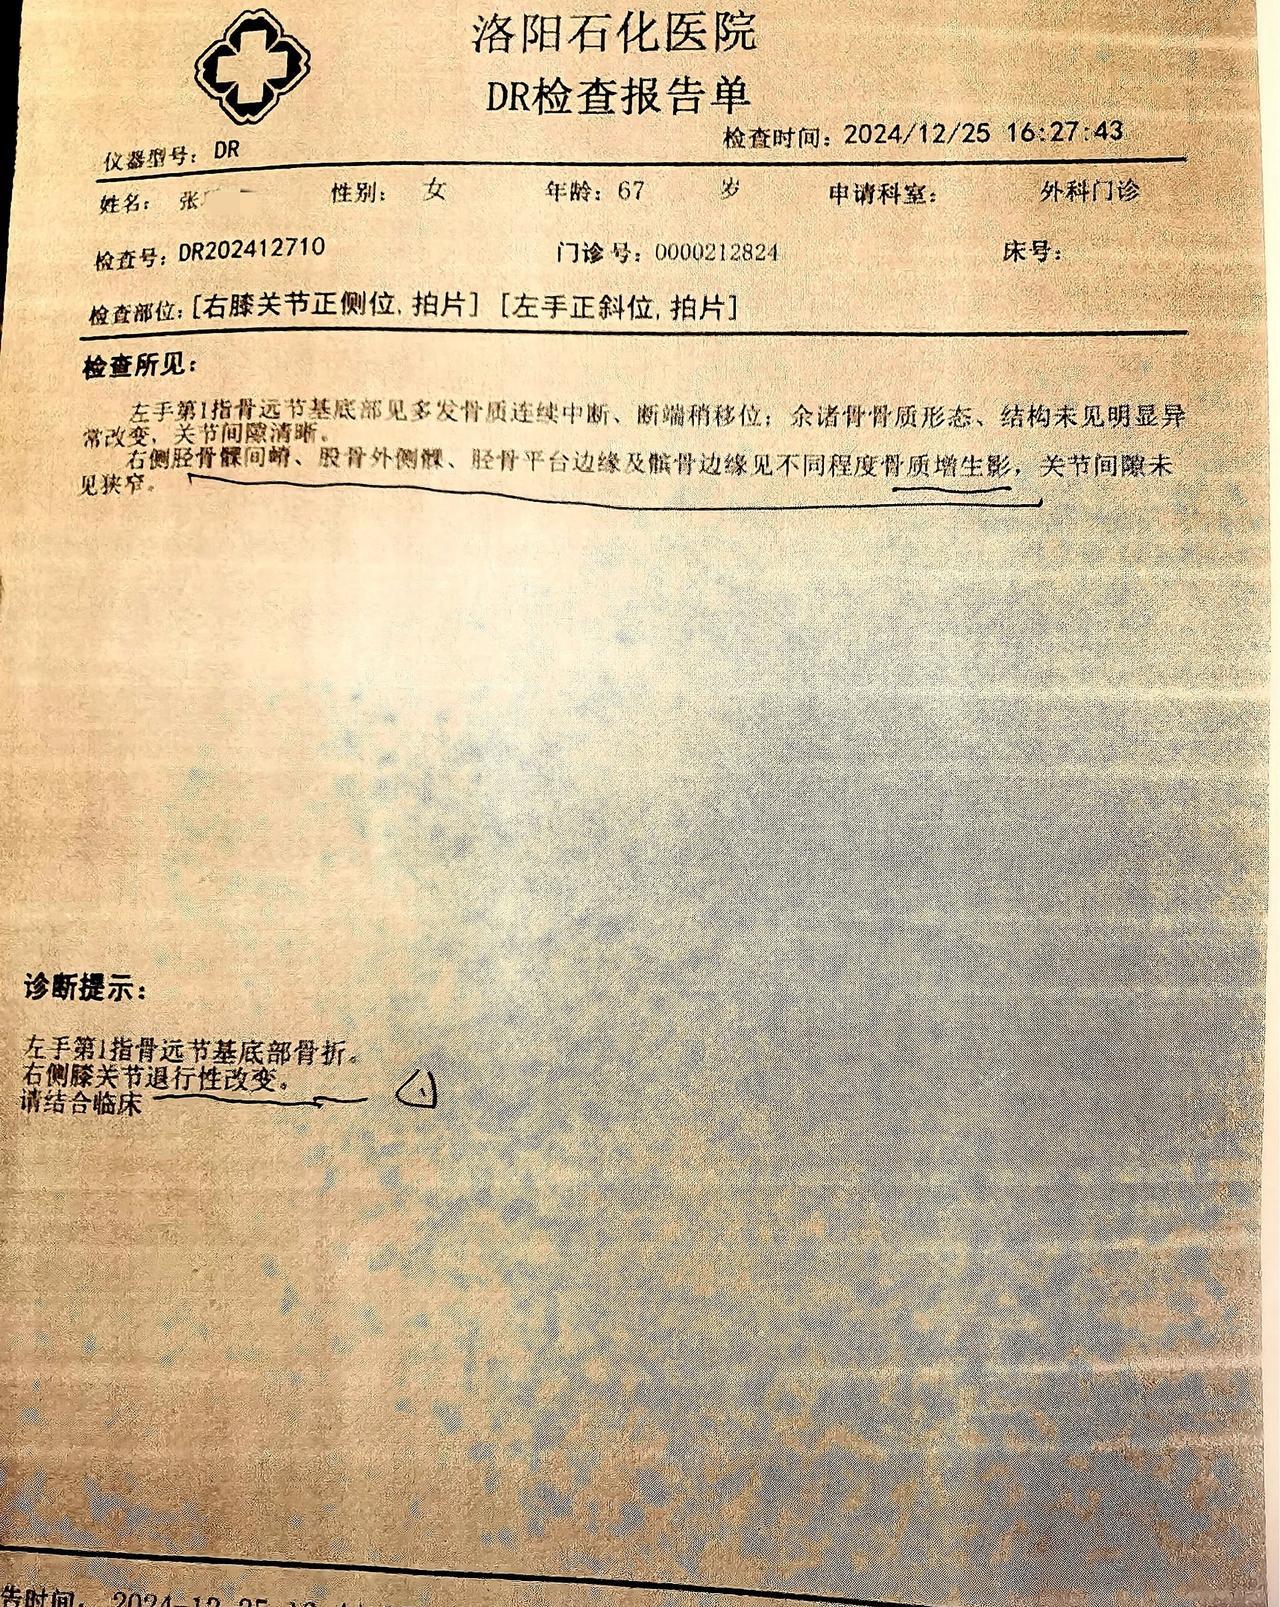 洛阳石化医院
DR检查报告单
检查时间：2024/12/25 16:27:43
仪器型号：DR
姓名：张 性别：女 年龄：67 岁 申请科室：外科门诊
检查号：DR202412710 门诊号：0000212824 床号：
检查部位：[右膝关节正侧位,拍片] [左手正斜位,拍片]
检查所见：
左手第1指骨远节基底部见多发骨质连续中断、断端稍移位；余诸骨骨质形态、结构未见明显异
常改变，关节间隙清晰。
右侧胫骨髁间嵴、股骨外侧髁、胫骨平台边缘及髌骨边缘见不同程度骨质增生影，关节间隙未
见狭窄。
诊断提示：
左手第1指骨远节基底部骨折。
右侧膝关节退行性改变。
请结合临床
告时间： 2024-12-25